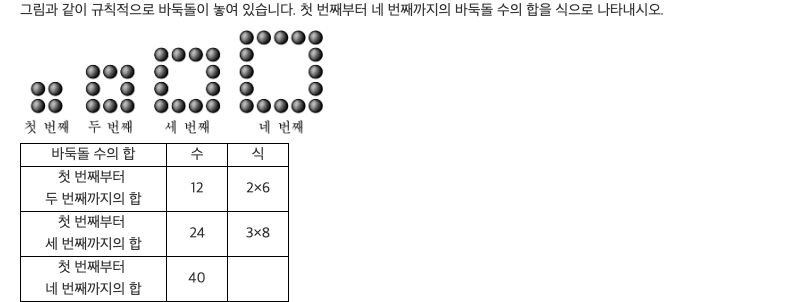 그림과 같이 규칙적으로 바둑돌이 놓여 있습니다. 첫 번째부터 네 번째까지의 바둑돌 수의 합을 식으로 나타내시오.
첫 번째 두 번째 세 번째 네 번째
바둑돌 수의 합 수 식
첫 번째부터
두 번째까지의 합 12 2×6
첫 번째부터
세 번째까지의 합 24 3×8
첫 번째부터
네 번째까지의 합 40